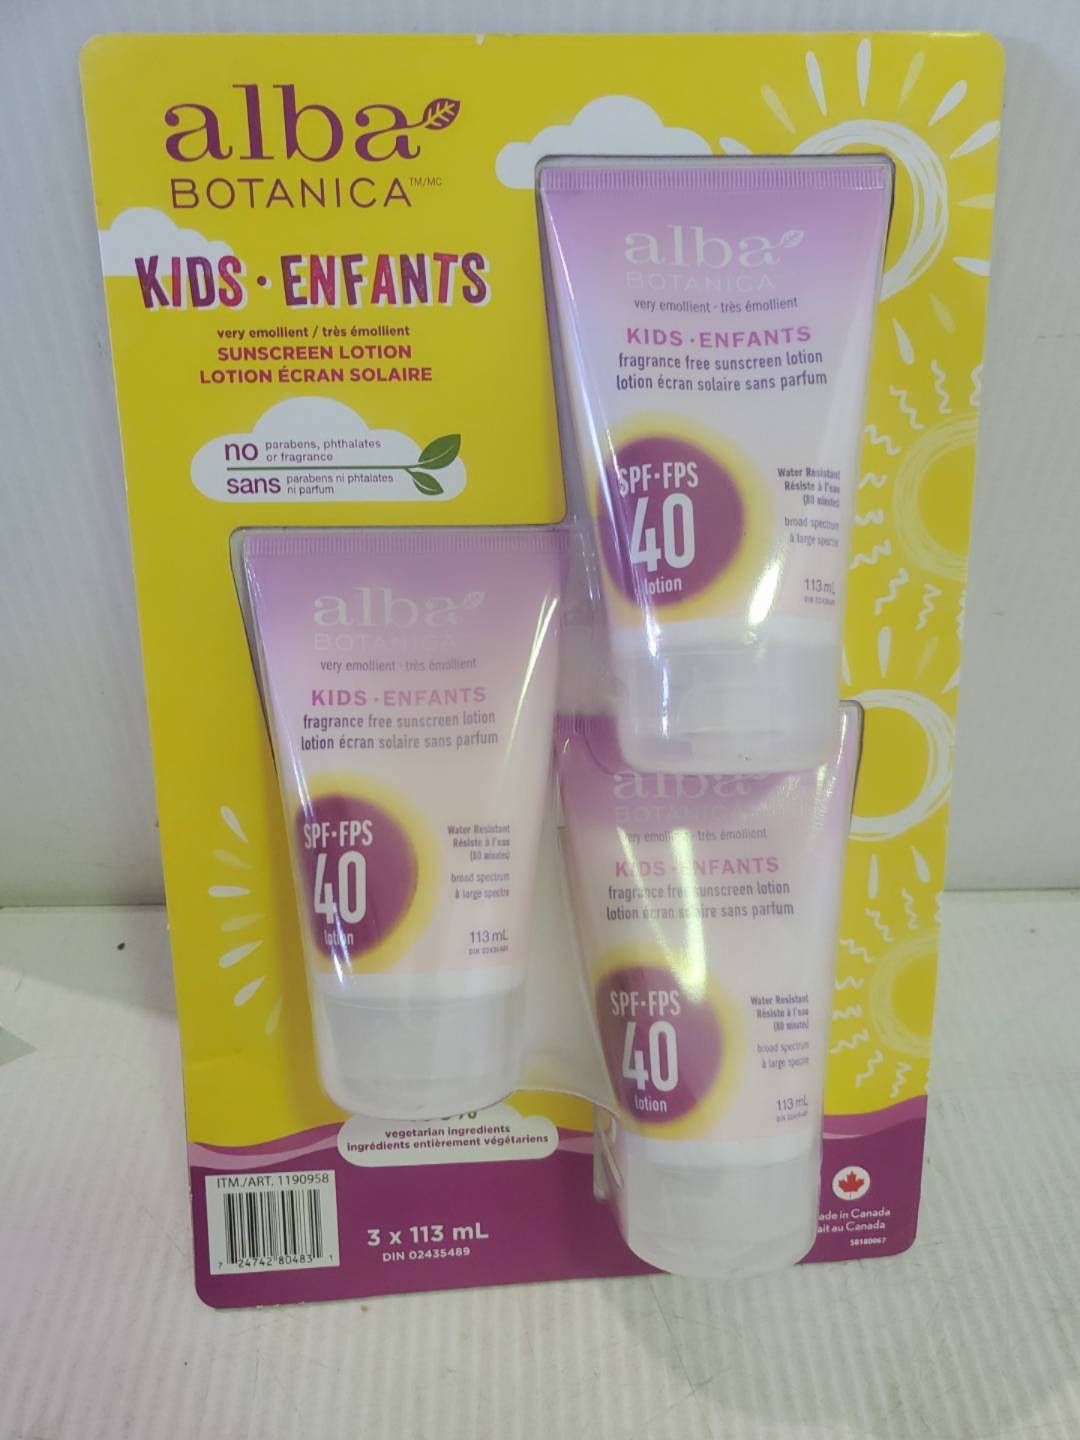 alba
BOTANICA™/MC
KIDS · ENFANTS
very emollient / très émollient
SUNSCREEN LOTION
LOTION ÉCRAN SOLAIRE
no parabens, phthalates
or fragrance
sans parabens ni phtalates
ni parfum
alba
BOTANICA
very emollient · très émollient
KIDS · ENFANTS
fragrance free sunscreen lotion
lotion écran solaire sans parfum
SPF·FPS
40
lotion
Water Resistant
Résiste à l'eau
(80 minutes)
broad spectrum
à large spectre
113 mL
alba
BOTANICA
very emollient · très émollient
KIDS · ENFANTS
fragrance free sunscreen lotion
lotion écran solaire sans parfum
SPF·FPS
40
lotion
Water Resistant
Résiste à l'eau
(80 minutes)
broad spectrum
à large spectre
113 mL
DIN 02435489
alba
BOTANICA
very emollient · très émollient
KIDS · ENFANTS
fragrance free sunscreen lotion
lotion écran solaire sans parfum
SPF·FPS
40
lotion
Water Resistant
Résiste à l'eau
(80 minutes)
broad spectrum
à large spectre
113 mL
vegetarian ingredients
ingrédients entièrement végétariens
ITM./ART. 1190958
7 24742 80483 1
3 x 113 mL
DIN 02435489
ade in Canada
ait au Canada
58180067